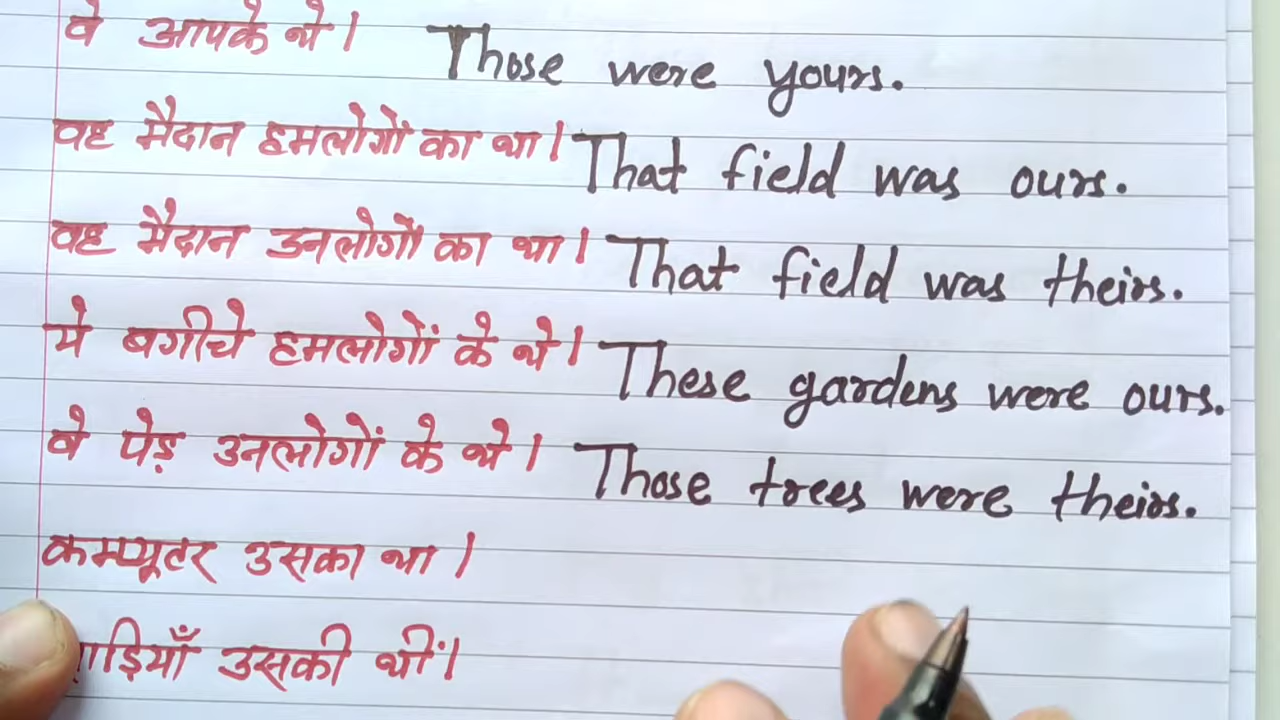 वे आपके थे। Those were yours.
वह मैदान हमलोगों का था। That field was ours.
वह मैदान उनलोगों का था। That field was theirs.
ये बगीचे हमलोगों के थे। These gardens were ours.
वे पेड़ उनलोगों के थे। Those trees were theirs.
कम्प्यूटर उसका था।
उसकी थीं।